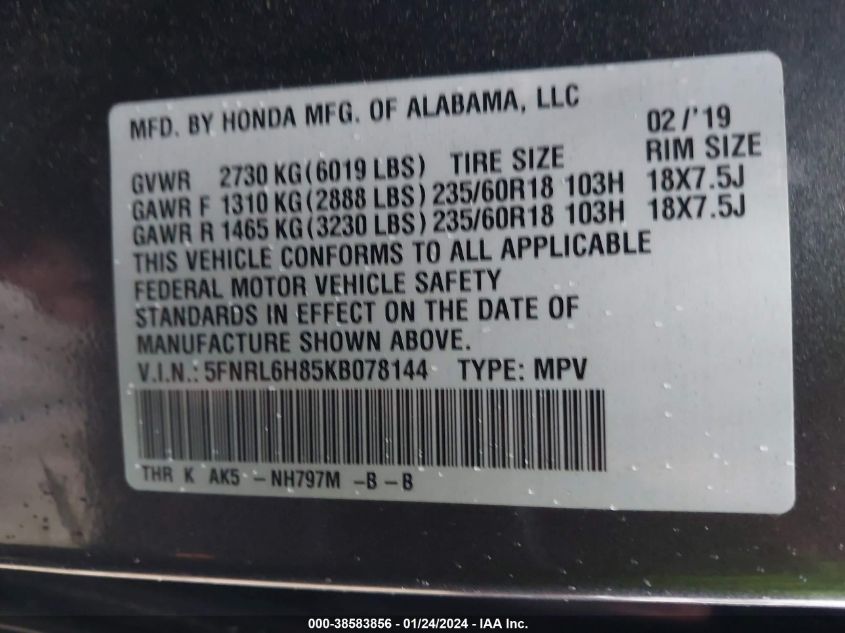 MFD. BY HONDA MFG. OF ALABAMA, LLC 02/'19
GVWR 2730 KG(6019 LBS) TIRE SIZE RIM SIZE
GAWR F 1310 KG(2888 LBS) 235/60R18 103H 18X7.5J
GAWR R 1465 KG(3230 LBS) 235/60R18 103H 18X7.5J
THIS VEHICLE CONFORMS TO ALL APPLICABLE
FEDERAL MOTOR VEHICLE SAFETY
STANDARDS IN EFFECT ON THE DATE OF
MANUFACTURE SHOWN ABOVE.
V.I.N.: 5FNRL6H85KB078144 TYPE: MPV
THR K AK5 - NH797M -B - B
000-38583856 - 01/24/2024 - IAA Inc.